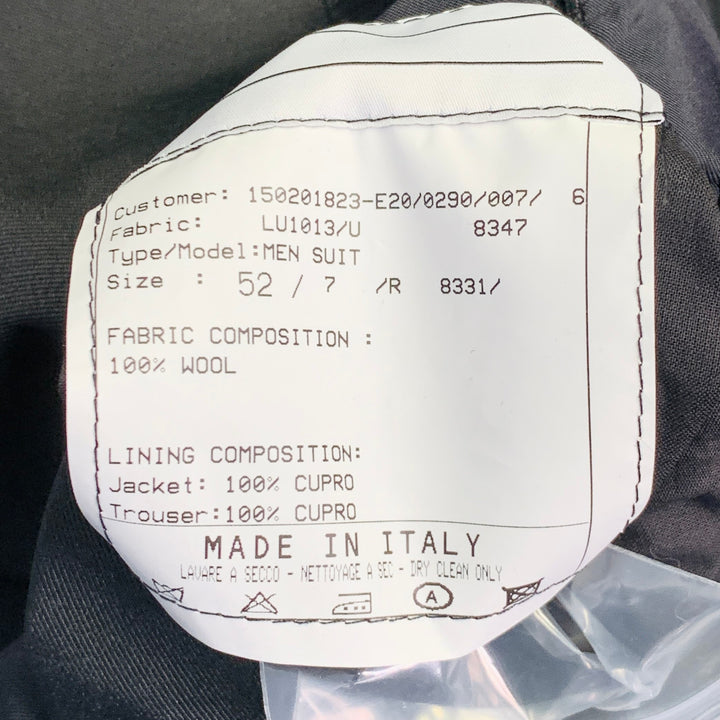 Customer: 150201823-E20/0290/007/ 6
Fabric: LU1013/U 8347
Type/Model:MEN SUIT
Size : 52 / 7 /R 8331/
FABRIC COMPOSITION :
100% WOOL
LINING COMPOSITION:
Jacket: 100% CUPRO
Trouser:100% CUPRO
MADE IN ITALY
LAVARE A SECCO - NETTOYAGE A SEC - DRY CLEAN ONLY
A